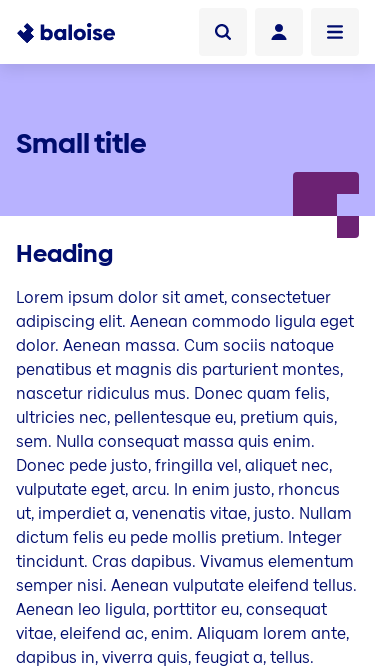 baloise
Small title
Heading
Lorem ipsum dolor sit amet, consectetuer
adipiscing elit. Aenean commodo ligula eget
dolor. Aenean massa. Cum sociis natoque
penatibus et magnis dis parturient montes,
nascetur ridiculus mus. Donec quam felis,
ultricies nec, pellentesque eu, pretium quis,
sem. Nulla consequat massa quis enim.
Donec pede justo, fringilla vel, aliquet nec,
vulputate eget, arcu. In enim justo, rhoncus
ut, imperdiet a, venenatis vitae, justo. Nullam
dictum felis eu pede mollis pretium. Integer
tincidunt. Cras dapibus. Vivamus elementum
semper nisi. Aenean vulputate eleifend tellus.
Aenean leo ligula, porttitor eu, consequat
vitae, eleifend ac, enim. Aliquam lorem ante,
dapibus in, viverra quis, feugiat a, tellus.